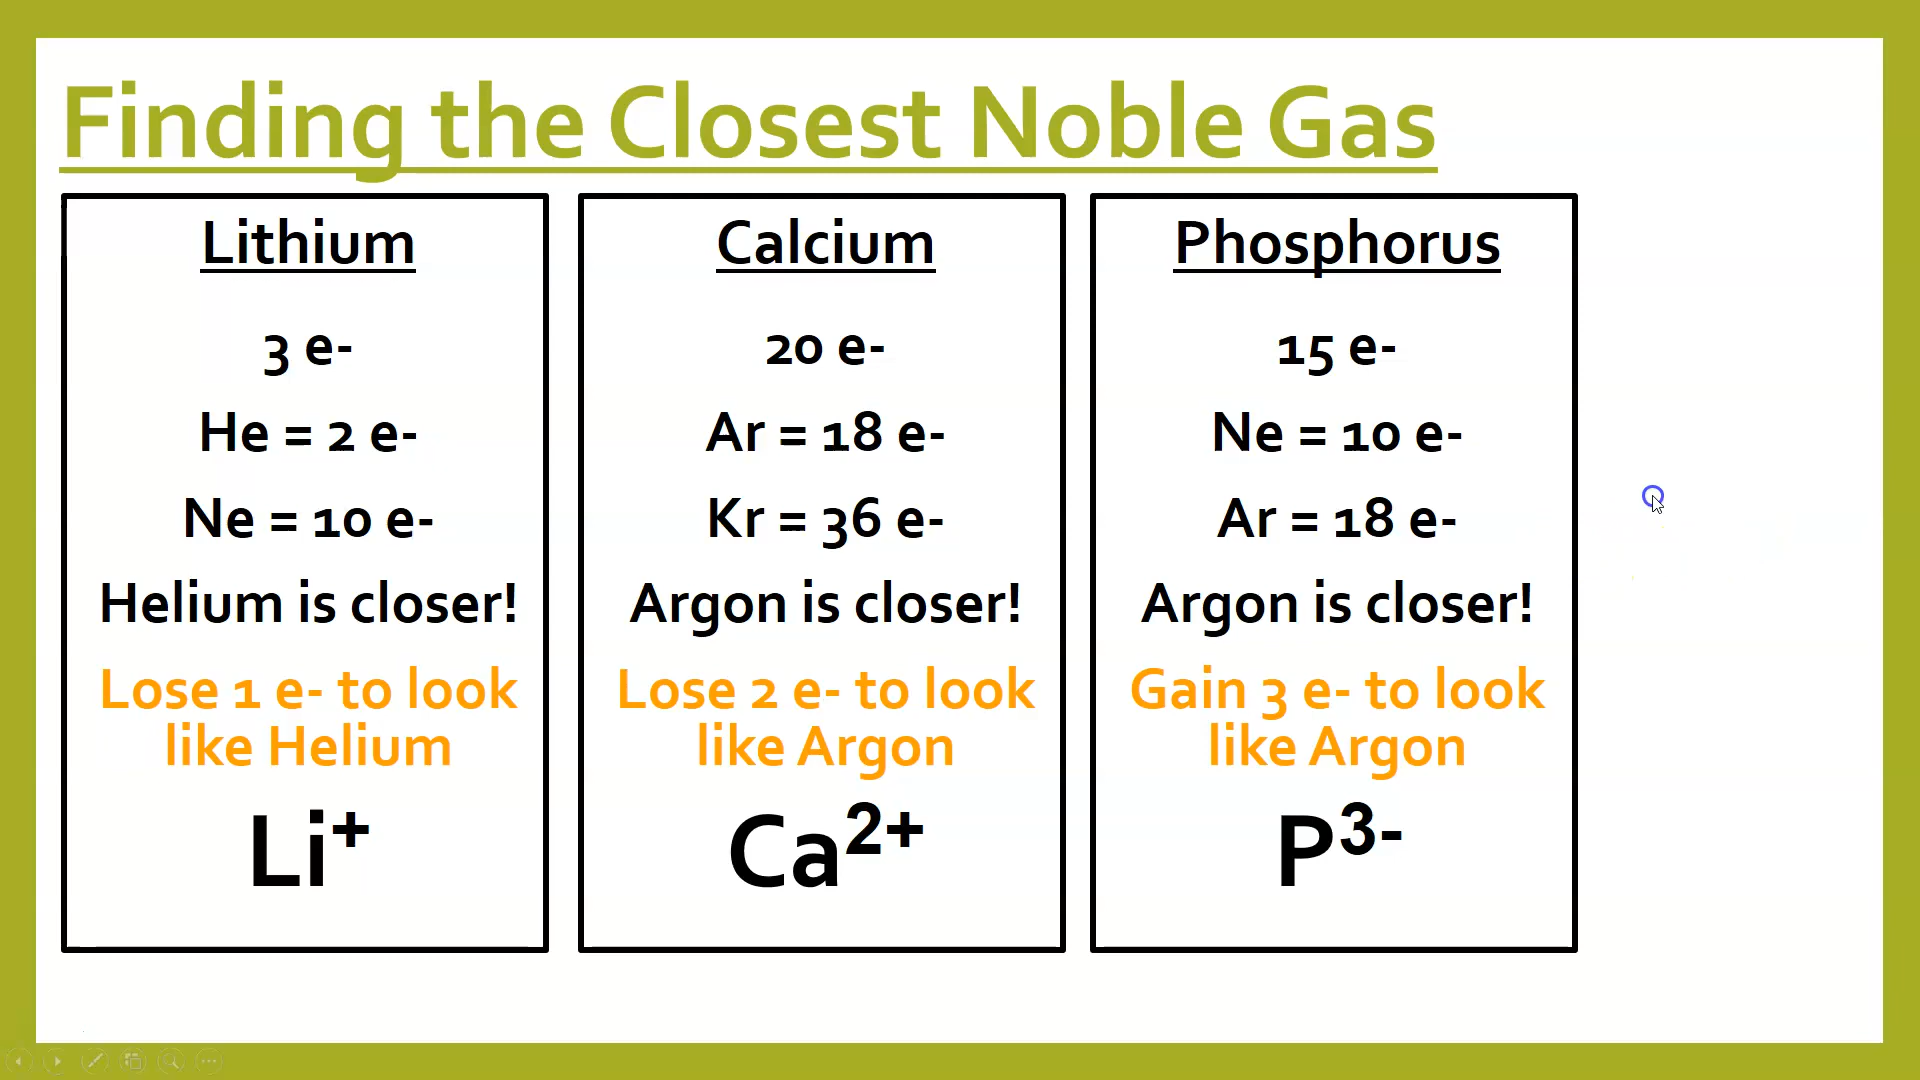 Finding the Closest Noble Gas
Lithium
3 e-
He = 2 e-
Ne = 10 e-
Helium is closer!
Lose 1 e- to look
like Helium
Li⁺
Calcium
20 e-
Ar = 18 e-
Kr = 36 e-
Argon is closer!
Lose 2 e- to look
like Argon
Ca²⁺
Phosphorus
15 e-
Ne = 10 e-
Ar = 18 e-
Argon is closer!
Gain 3 e- to look
like Argon
P³⁻